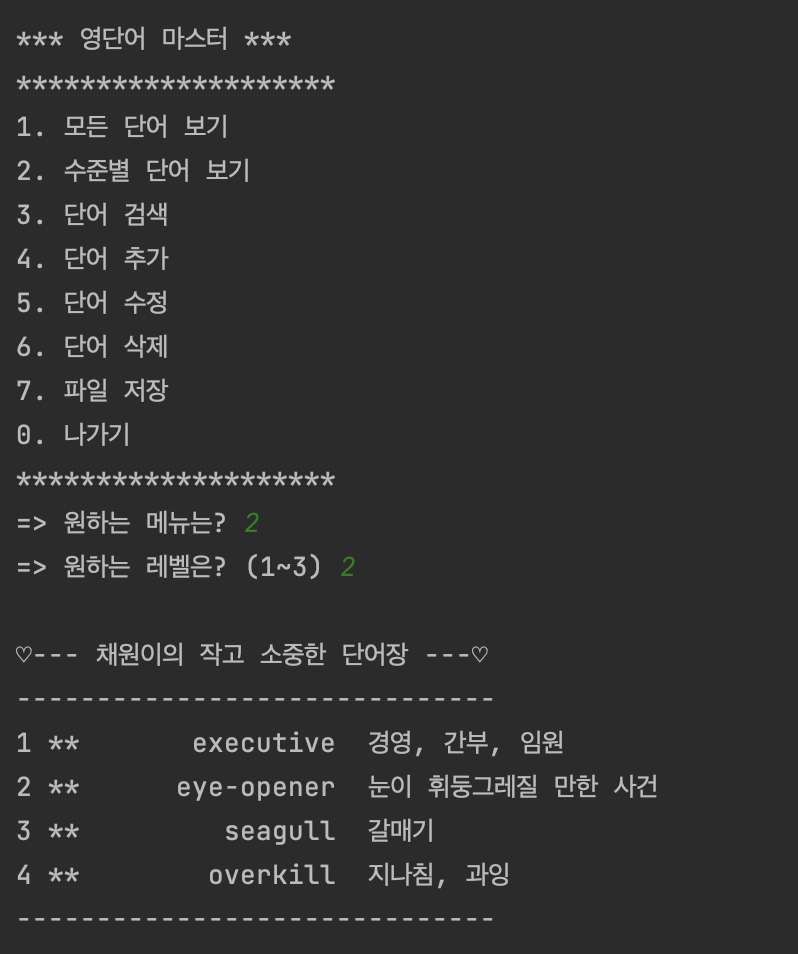 *** 영단어 마스터 ***
********************
1. 모든 단어 보기
2. 수준별 단어 보기
3. 단어 검색
4. 단어 추가
5. 단어 수정
6. 단어 삭제
7. 파일 저장
0. 나가기
********************
=> 원하는 메뉴는? 2
=> 원하는 레벨은? (1~3) 2
♡--- 채원이의 작고 소중한 단어장 ---♡
------------------------------
1 **       executive  경영, 간부, 임원
2 **      eye-opener  눈이 휘둥그레질 만한 사건
3 **         seagull  갈매기
4 **        overkill  지나침, 과잉
------------------------------